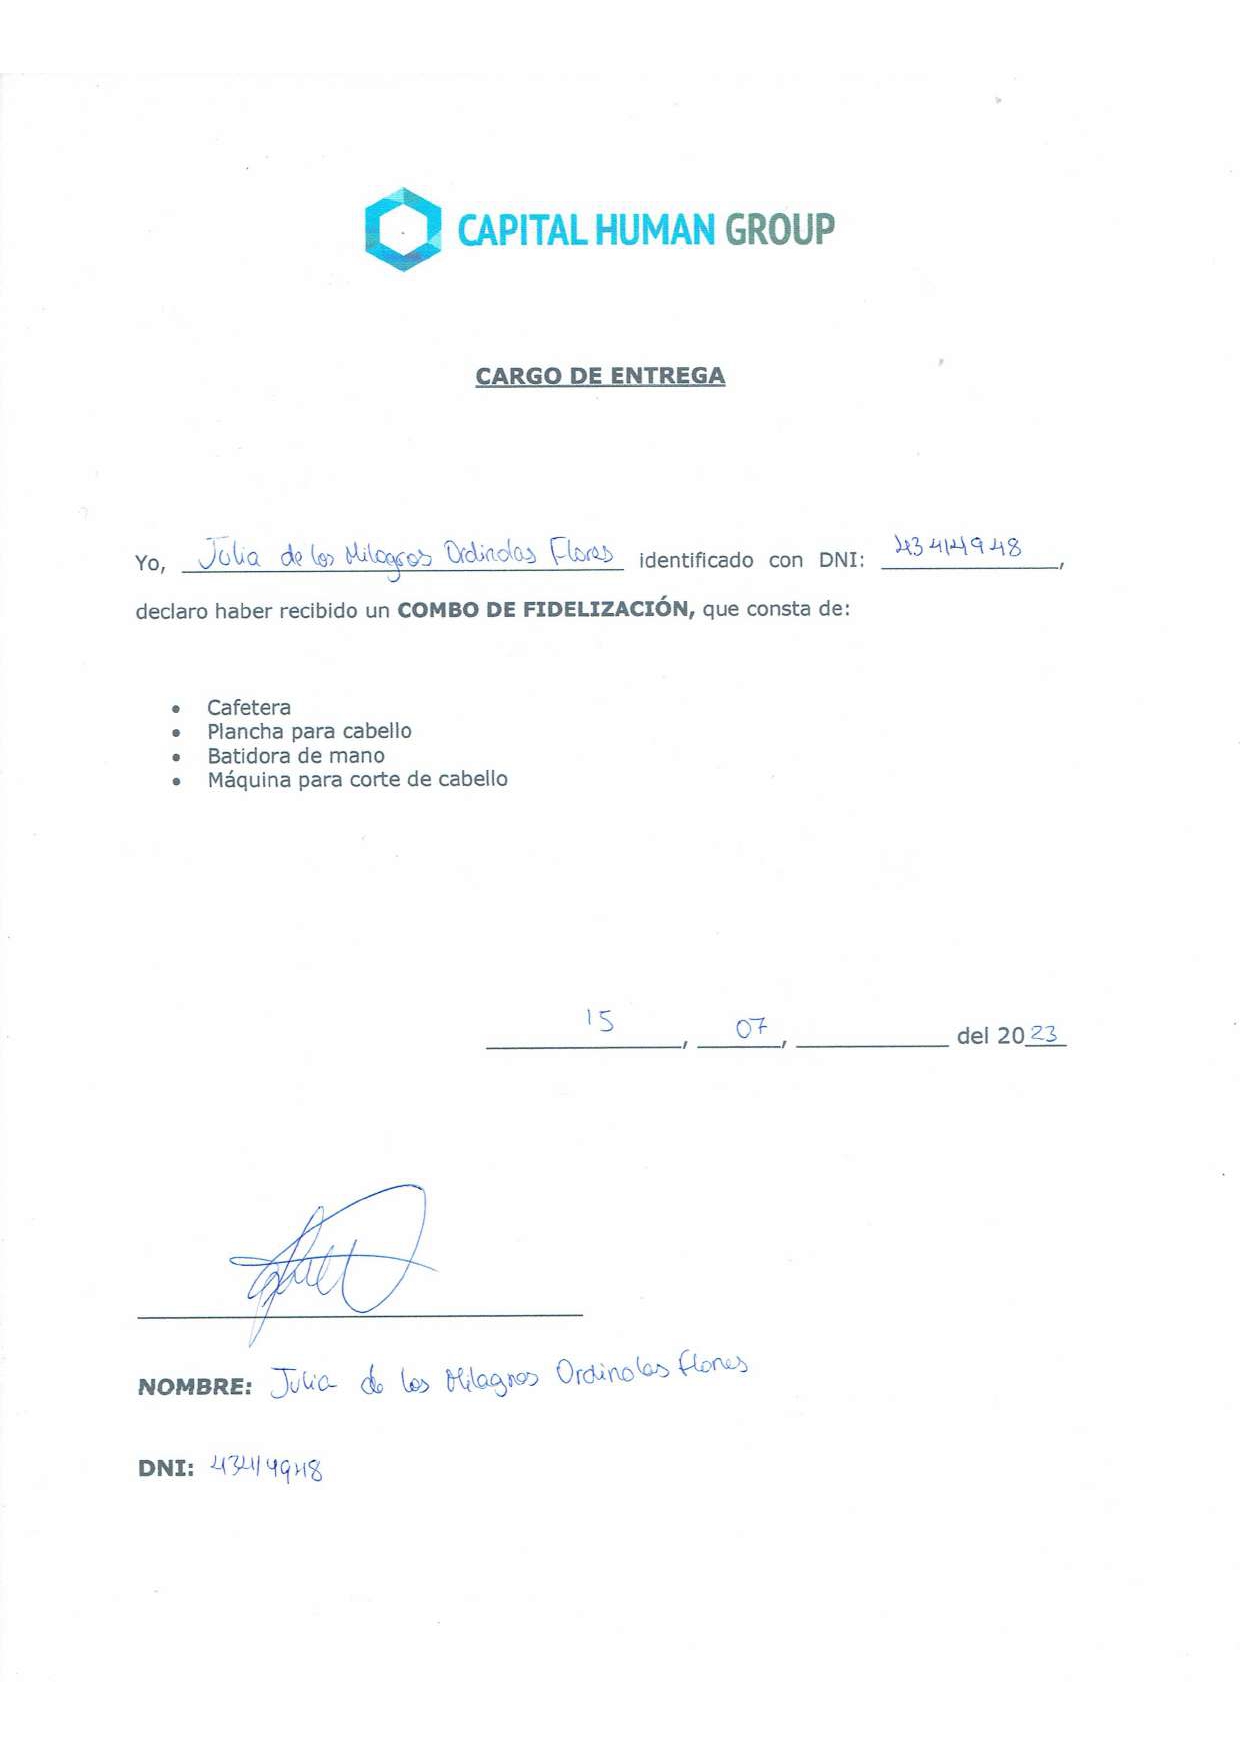 CAPITAL HUMAN GROUP
CARGO DE ENTREGA
Yo, Julia de los Milagros Ordinolas Flores identificado con DNI: 43414948,
declaro haber recibido un COMBO DE FIDELIZACIÓN, que consta de:
• Cafetera
• Plancha para cabello
• Batidora de mano
• Máquina para corte de cabello
15, 07, del 2023
NOMBRE: Julia de los Milagros Ordinolas Flores
DNI: 43414948